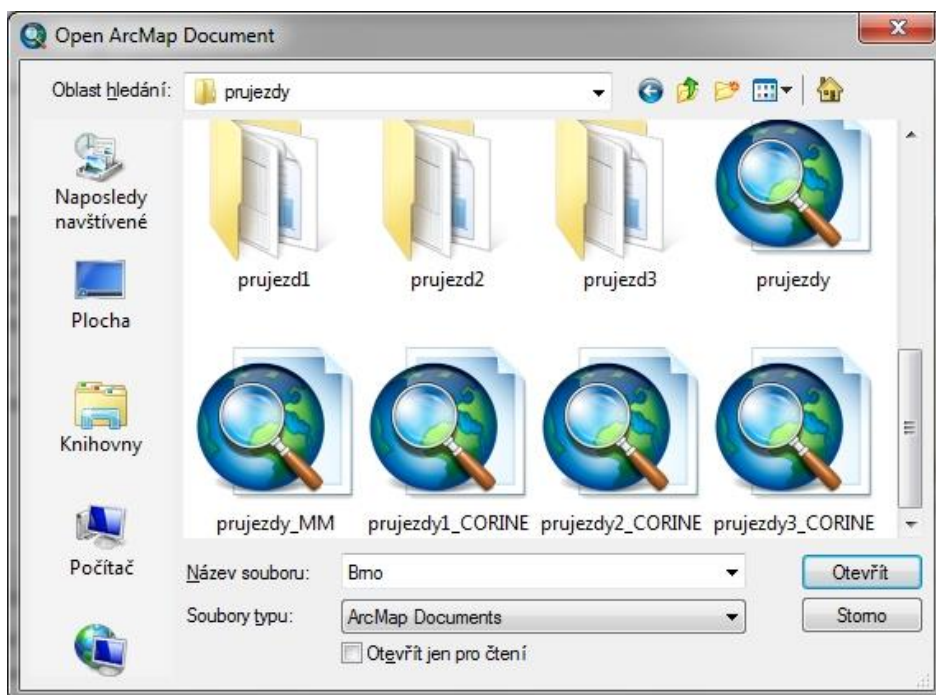 Open ArcMap Document
Oblast hledání:
prujezdy
Naposledy
navštívené
Plocha
Knihovny
Počítač
prujezd1
prujezd2
prujezd3
prujezdy
prujezdy_MM
prujezdy1_CORINE
prujezdy2_CORINE
prujezdy3_CORINE
Název souboru:
Brno
Otevřít
Soubory typu:
ArcMap Documents
Storno
Otevřít jen pro čtení